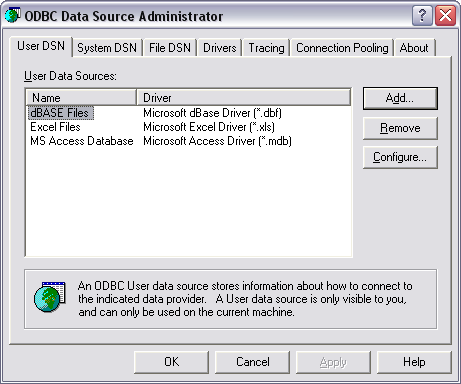 ODBC Data Source Administrator
User DSN System DSN File DSN Drivers Tracing Connection Pooling About
User Data Sources:
Name Driver
dBASE Files Microsoft dBase Driver (*.dbf)
Excel Files Microsoft Excel Driver (*.xls)
MS Access Database Microsoft Access Driver (*.mdb)
Add...
Remove
Configure...
An ODBC User data source stores information about how to connect to
the indicated data provider. A User data source is only visible to you,
and can only be used on the current machine.
OK Cancel Apply Help